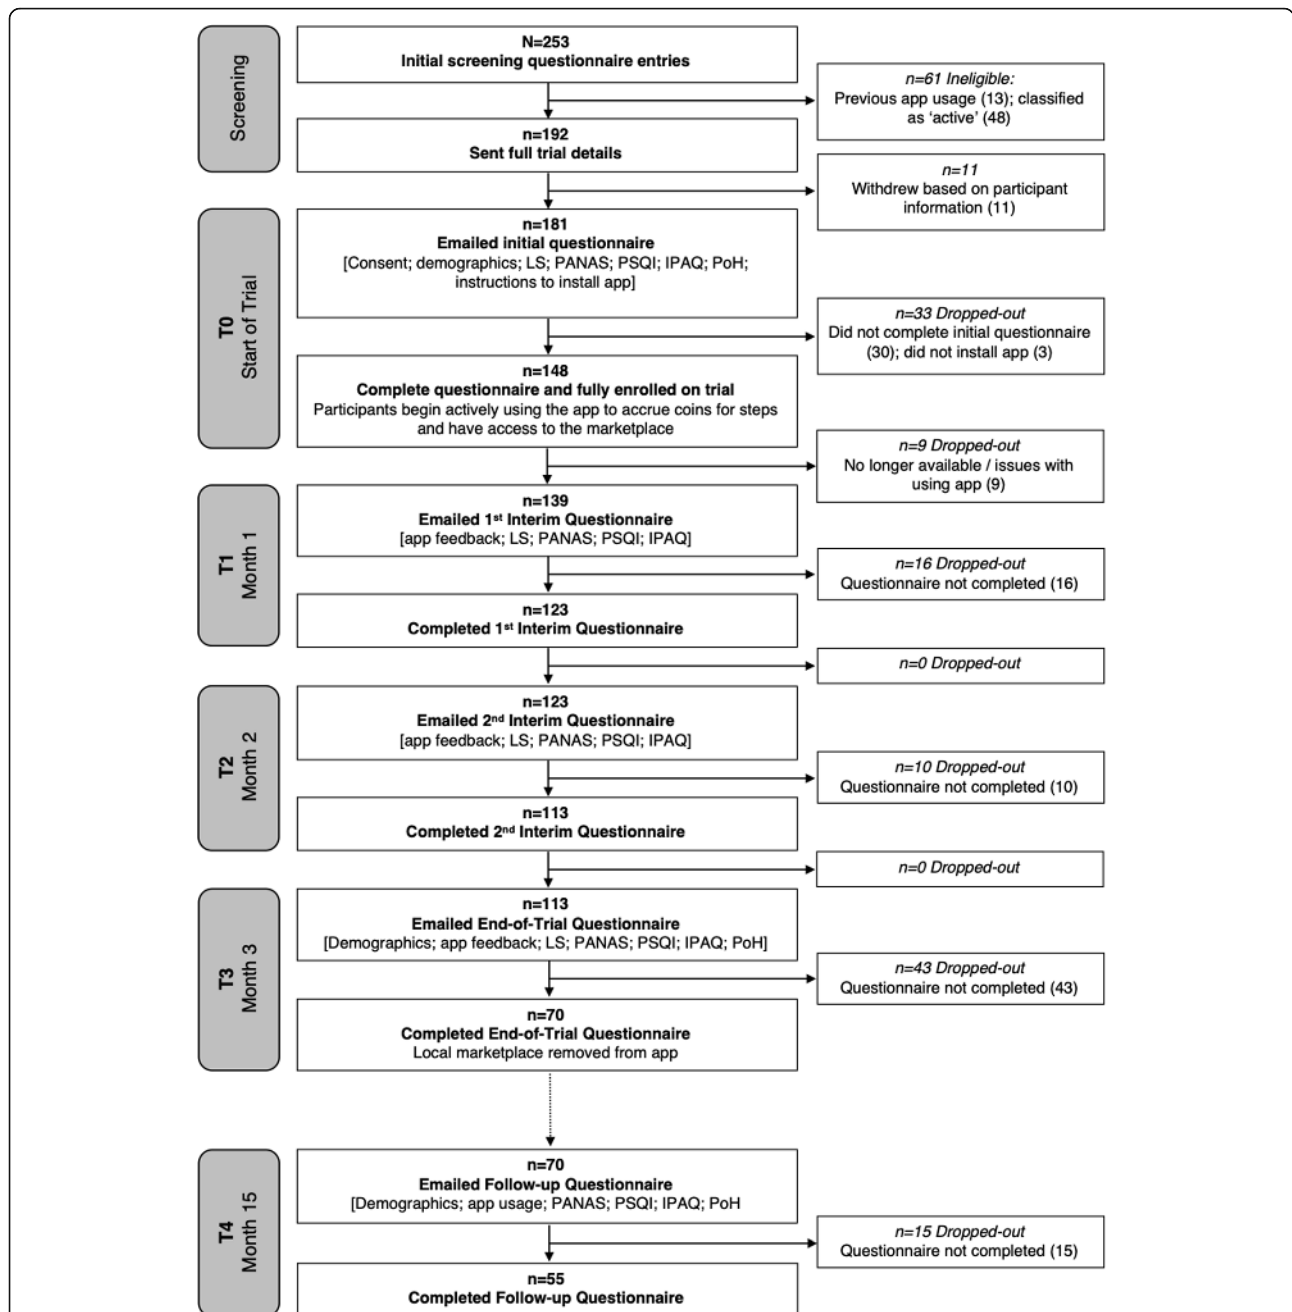 Screening
N=253
Initial screening questionnaire entries
n=61 Ineligible:
Previous app usage (13); classified
as ‘active’ (48)
n=192
Sent full trial details
n=11
Withdrew based on participant
information (11)
T0
Start of Trial
n=181
Emailed initial questionnaire
[Consent; demographics; LS; PANAS; PSQI; IPAQ; PoH;
instructions to install app]
n=33 Dropped-out
Did not complete initial questionnaire
(30); did not install app (3)
n=148
Complete questionnaire and fully enrolled on trial
Participants begin actively using the app to accrue coins for steps
and have access to the marketplace
n=9 Dropped-out
No longer available / issues with
using app (9)
T1
Month 1
n=139
Emailed 1st Interim Questionnaire
[app feedback; LS; PANAS; PSQI; IPAQ]
n=16 Dropped-out
Questionnaire not completed (16)
n=123
Completed 1st Interim Questionnaire
n=0 Dropped-out
T2
Month 2
n=123
Emailed 2nd Interim Questionnaire
[app feedback; LS; PANAS; PSQI; IPAQ]
n=10 Dropped-out
Questionnaire not completed (10)
n=113
Completed 2nd Interim Questionnaire
n=0 Dropped-out
T3
Month 3
n=113
Emailed End-of-Trial Questionnaire
[Demographics; app feedback; LS; PANAS; PSQI; IPAQ; PoH]
n=43 Dropped-out
Questionnaire not completed (43)
n=70
Completed End-of-Trial Questionnaire
Local marketplace removed from app
T4
Month 15
n=70
Emailed Follow-up Questionnaire
[Demographics; app usage; PANAS; PSQI; IPAQ; PoH
n=15 Dropped-out
Questionnaire not completed (15)
n=55
Completed Follow-up Questionnaire